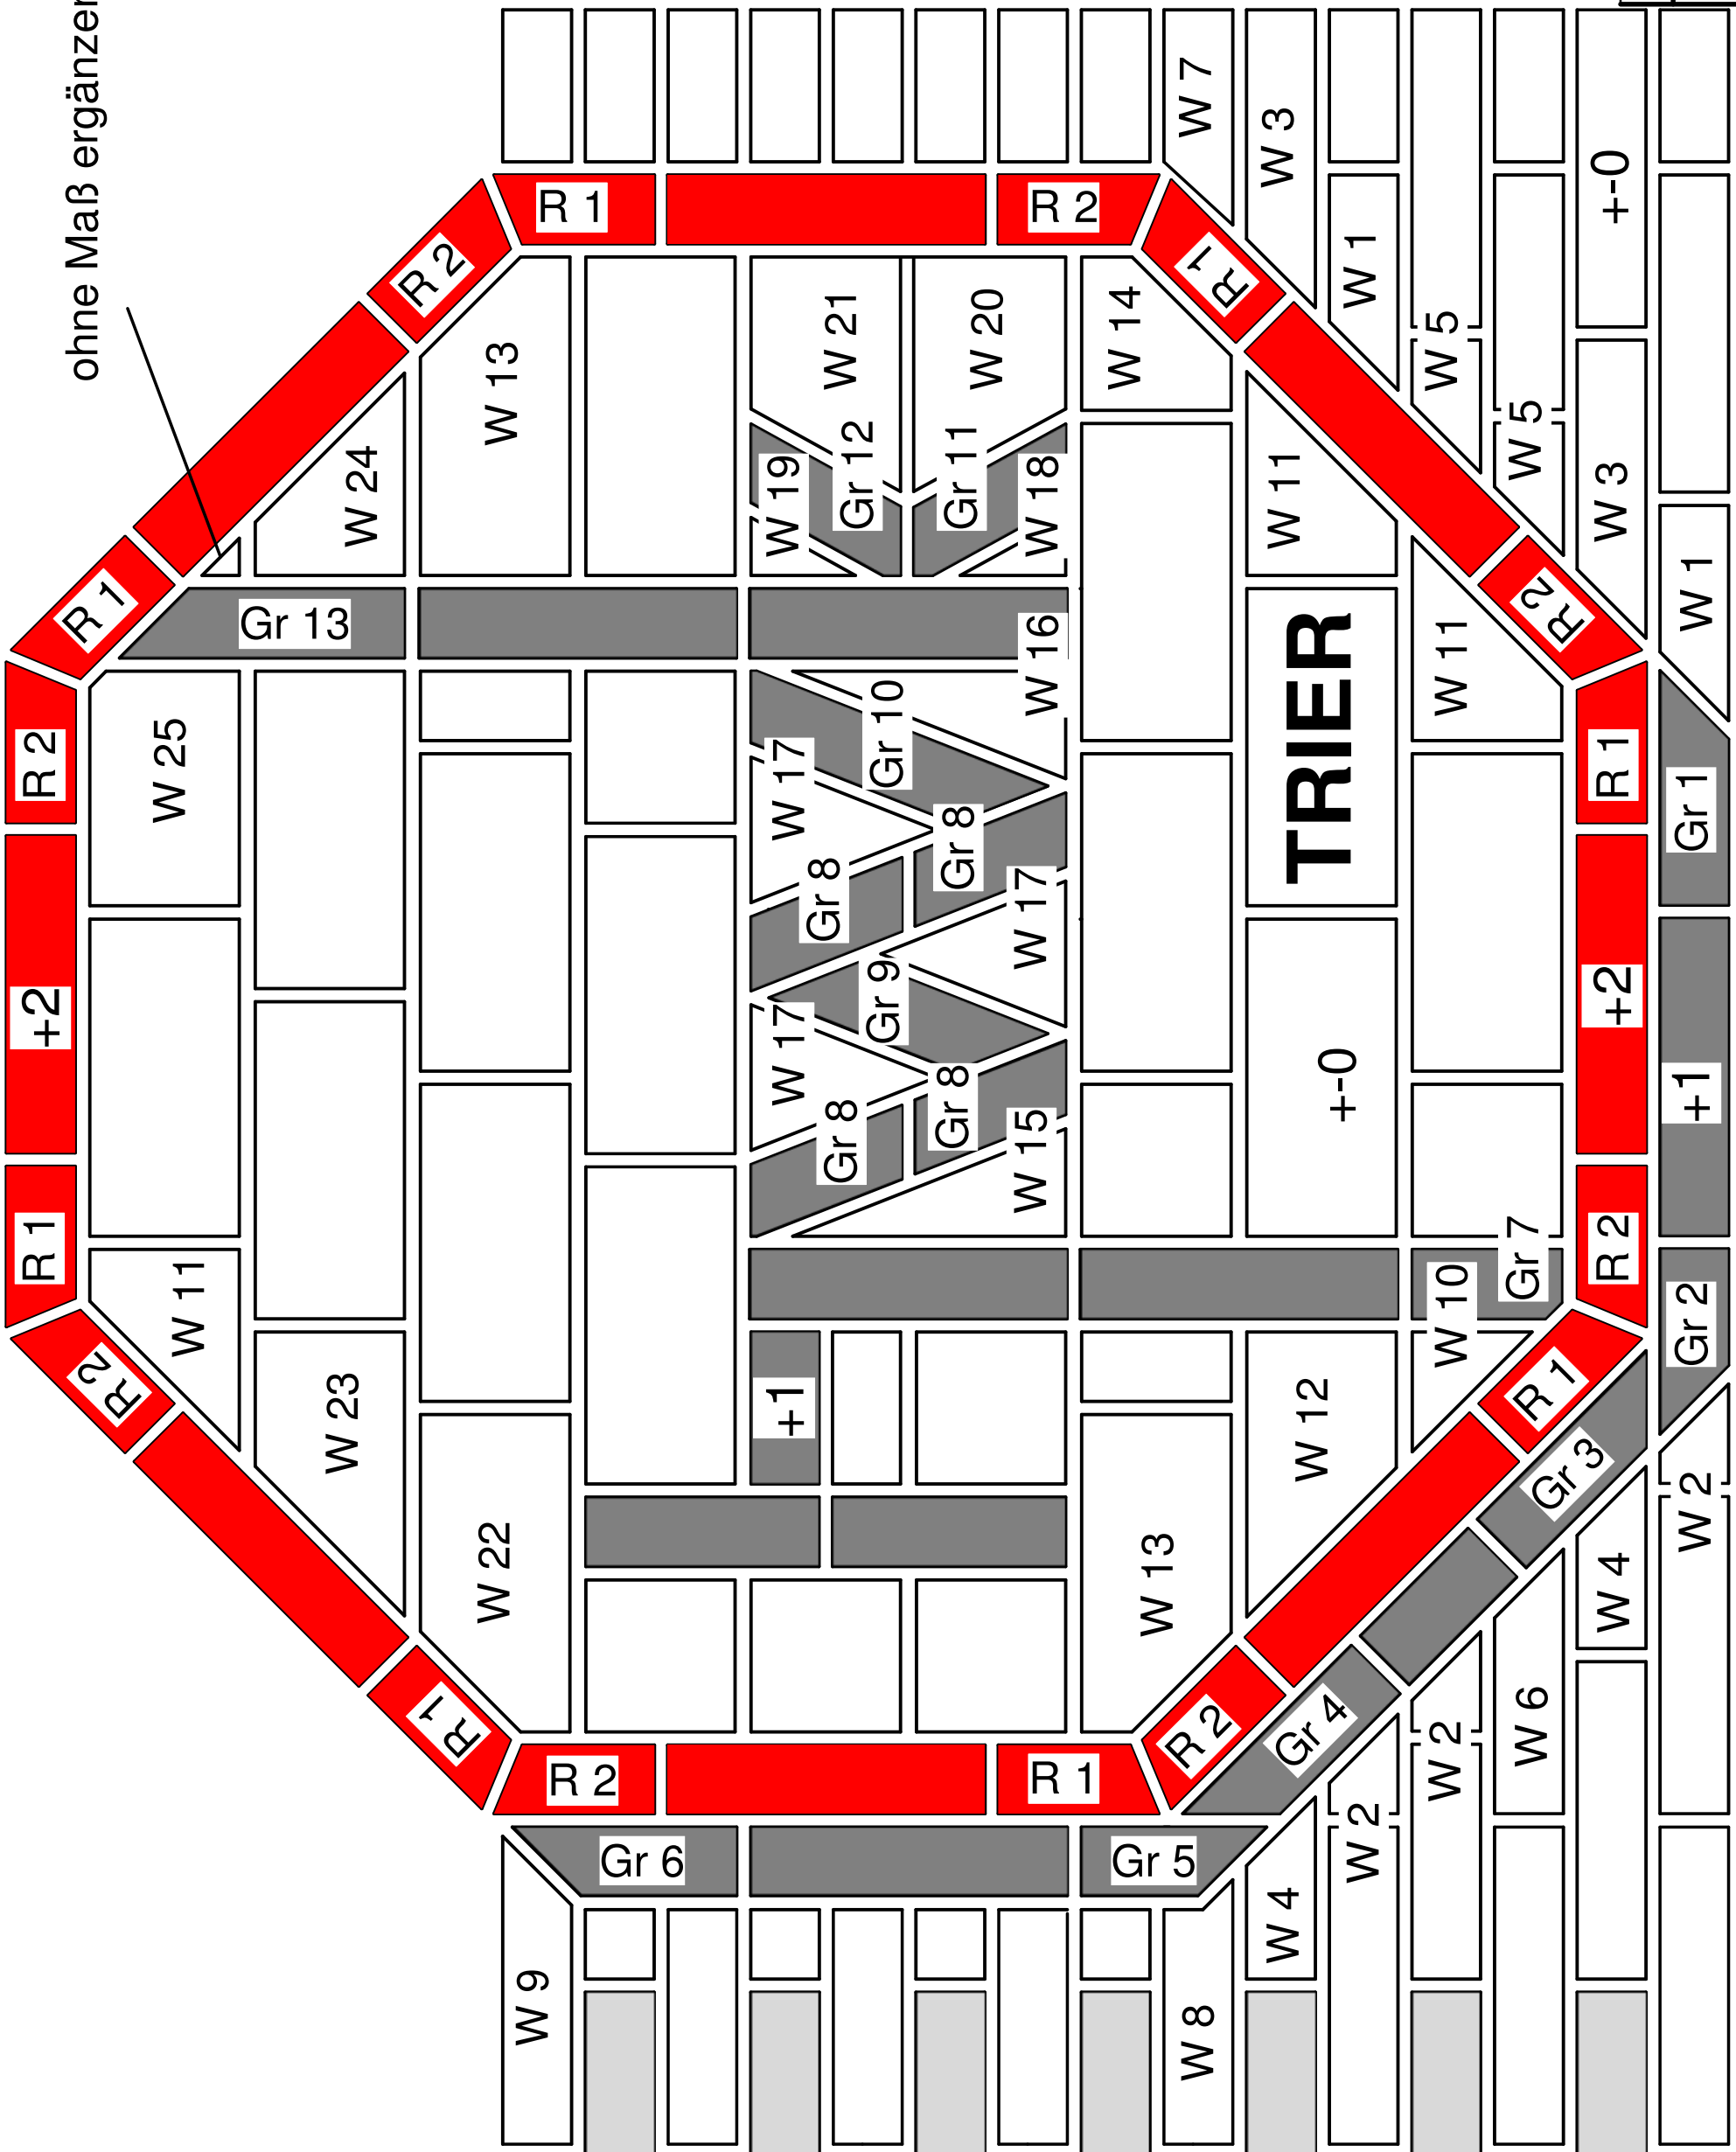 ohne Maß ergänzen
W 7
W 3
+-0
R 1
R 2
R 2
R 1
W 1
W 21
W 20
W 14
W 5
W 13
W 24
W 19
Gr 12
Gr 11
W 18
W 11
W 5
W 3
R 1
Gr 13
W 16
TRIER
W 11
R 2
W 1
R 2
W 25
Gr 10
W 17
Gr 8
Gr 8
W 17
R 1
Gr 1
+2
Gr 9
W 17
Gr 8
Gr 8
W 15
+-0
+2
+1
R 1
W 11
W 10
Gr 7
R 2
Gr 2
R 2
W 23
+1
W 12
R 1
Gr 3
W 2
W 22
W 13
W 4
R 1
R 2
Gr 4
W 2
W 6
R 2
R 1
W 2
Gr 6
Gr 5
W 4
W 9
W 8